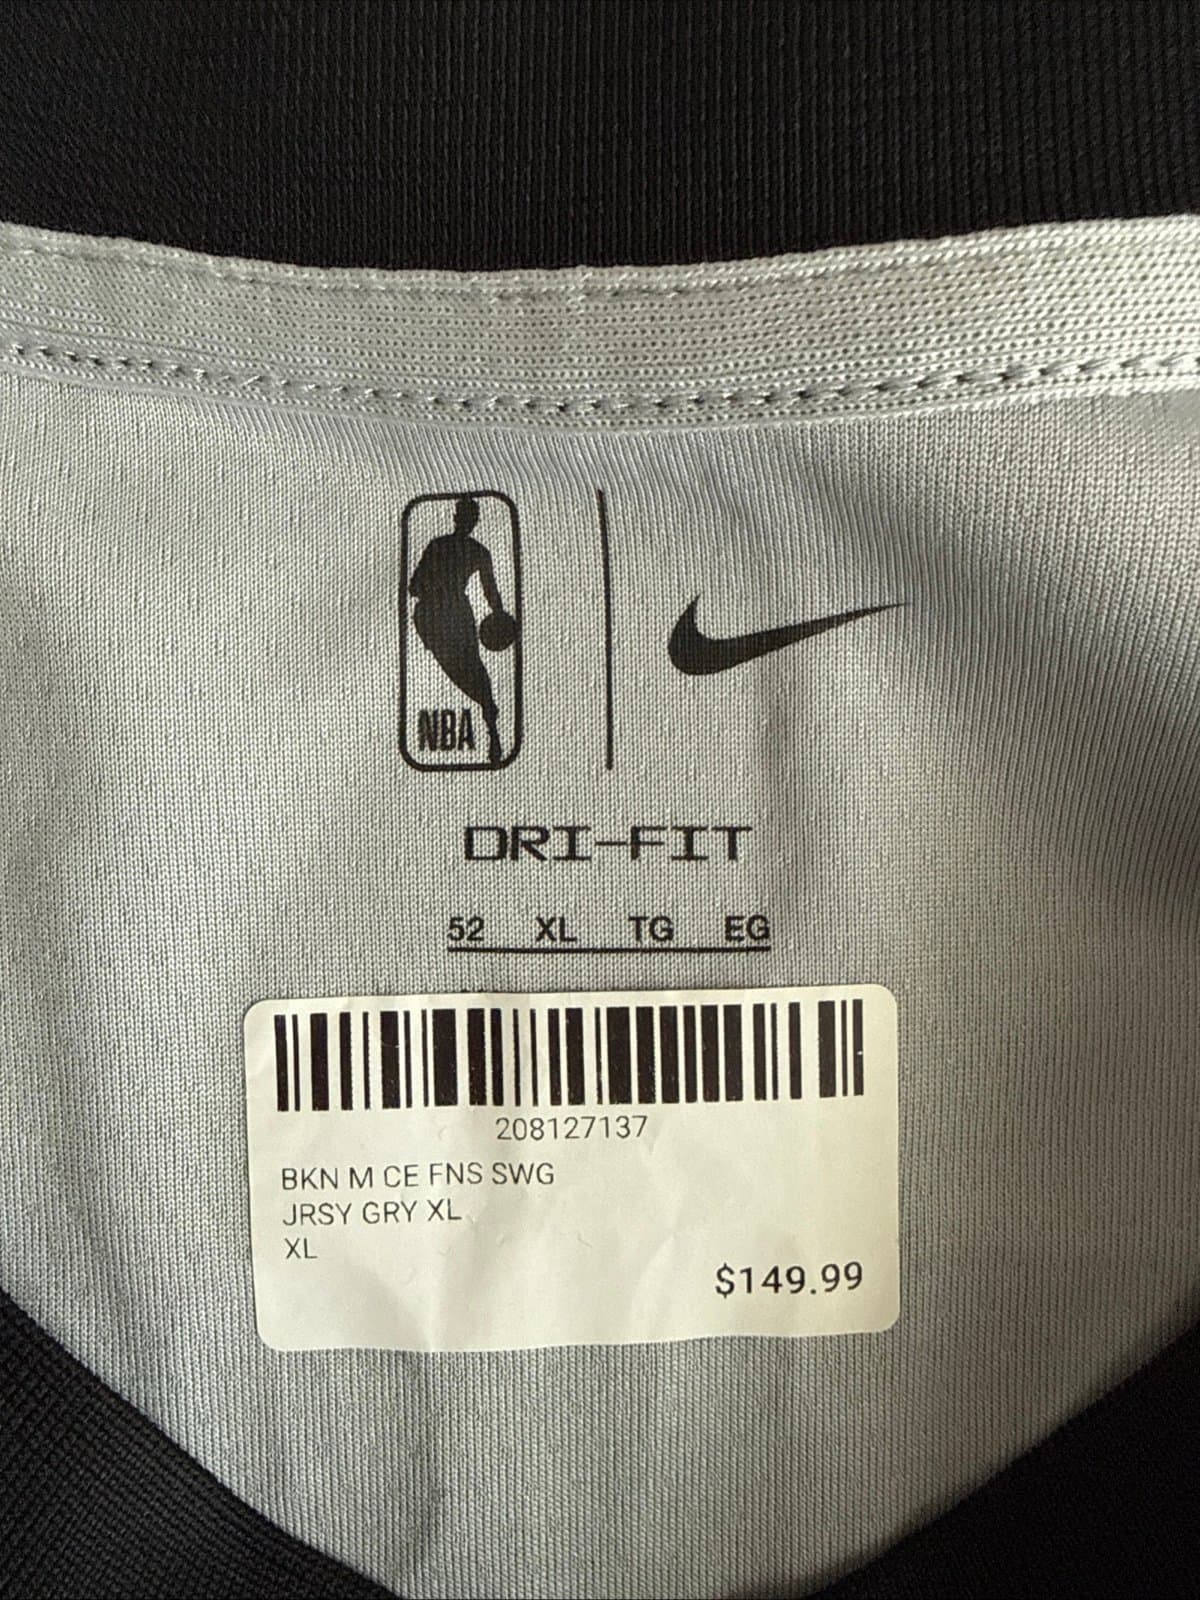 NBA
DRI-FIT
52 XL TG EG
208127137
BKN M CE FNS SWG
JRSY GRY XL
XL
$149.99